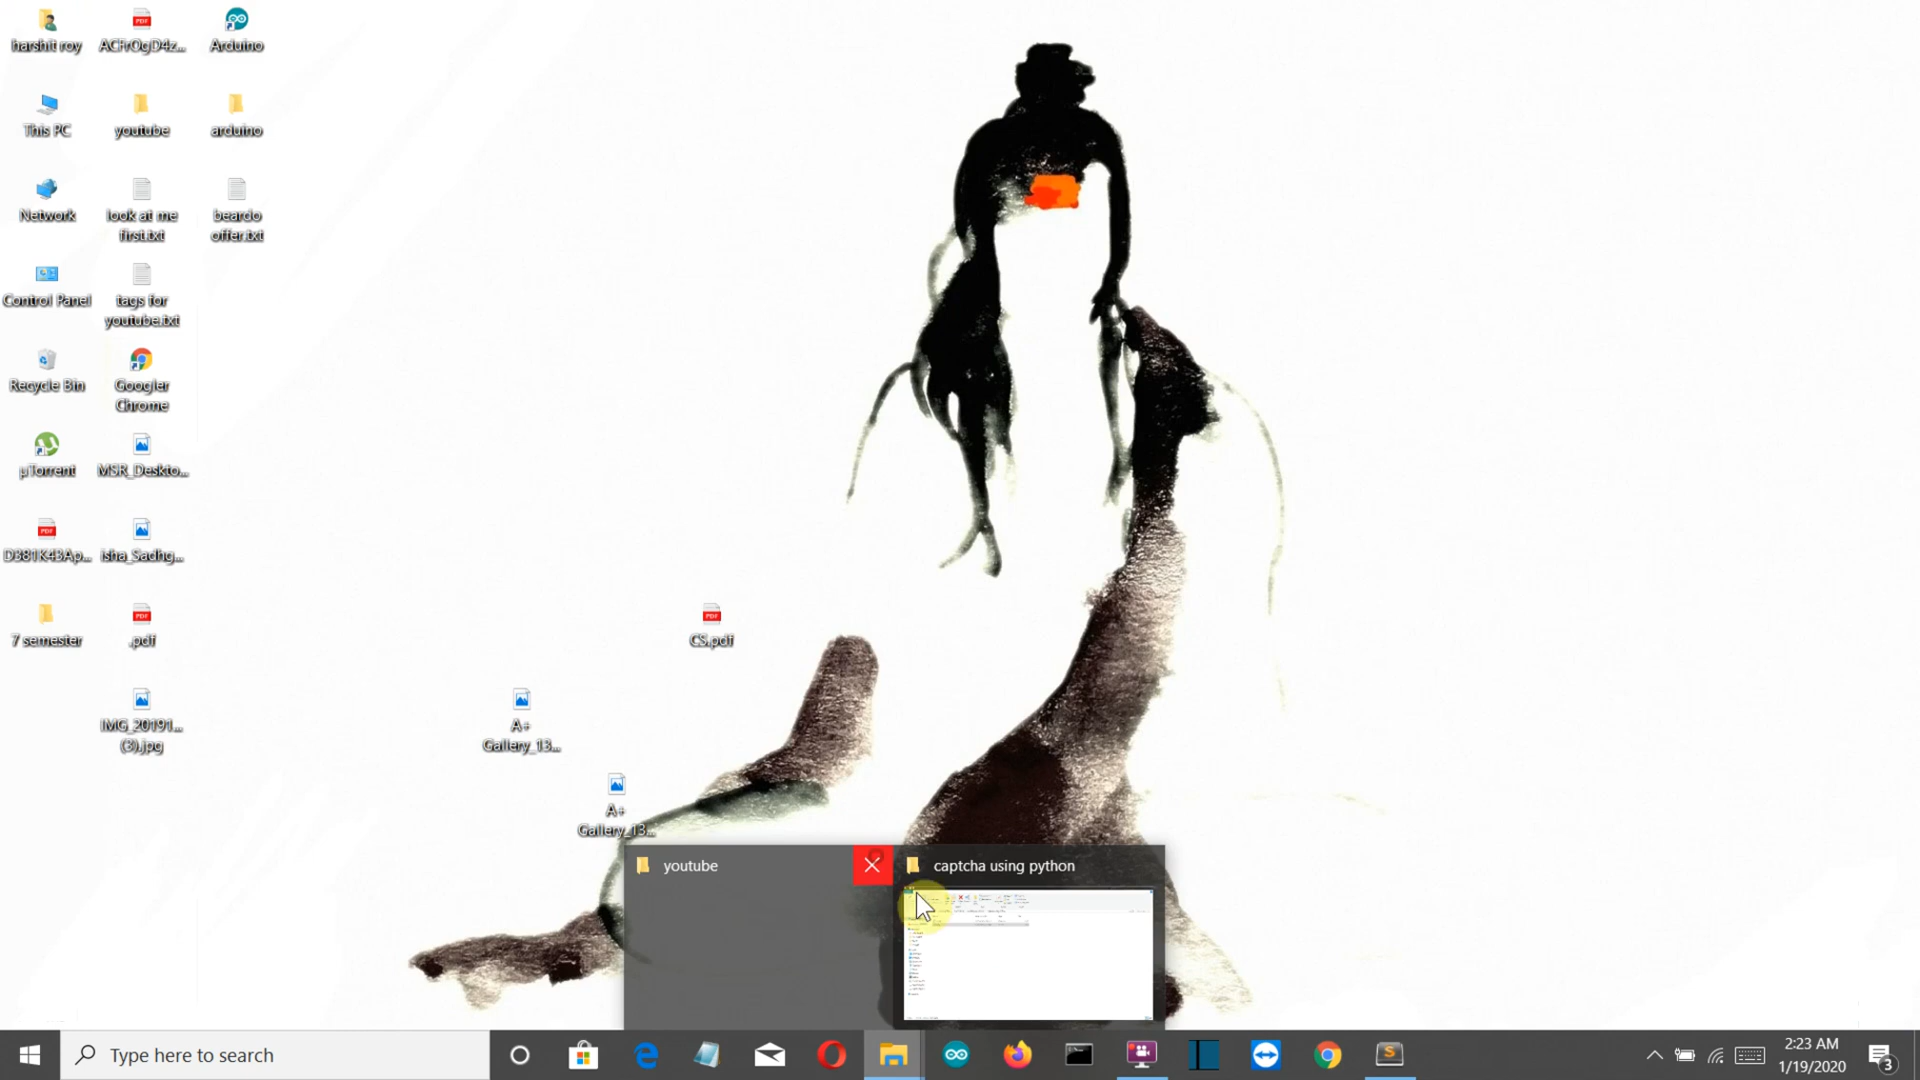 harshit roy
ACFrOgD4z...
Arduino
This PC
youtube
arduino
Network
look at me
first.txt
beardo
offer.txt
Control Panel
tags for
youtube.txt
Recycle Bin
Googler
Chrome
µTorrent
MSR_Deskto...
D381K43Ap...
isha_Sadhg...
7 semester
.pdf
CS.pdf
IMG_20191...
(3).jpg
A+
Gallery_13...
A+
Gallery_13...
youtube
captcha using python
Type here to search
2:23 AM
1/19/2020
3